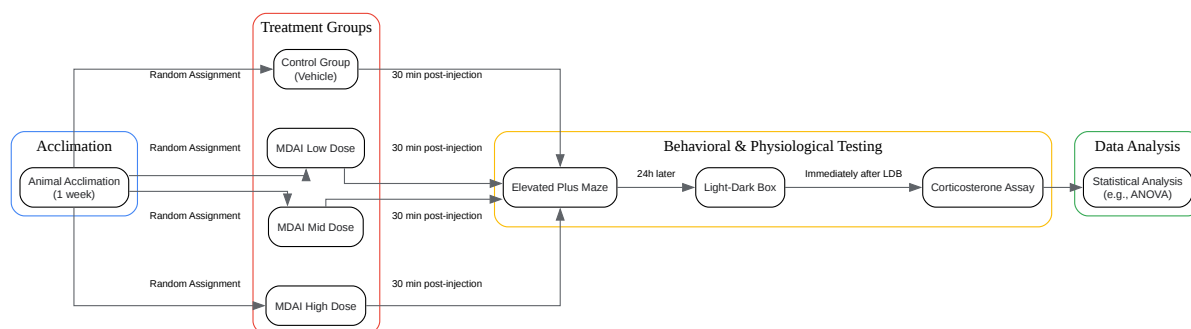 Treatment Groups
Control Group
(Vehicle)
Random Assignment
30 min post-injection
Acclimation
Animal Acclimation
(1 week)
Random Assignment
MDAI Low Dose
30 min post-injection
Random Assignment
MDAI Mid Dose
30 min post-injection
Random Assignment
MDAI High Dose
30 min post-injection
Behavioral & Physiological Testing
Elevated Plus Maze
24h later
Light-Dark Box
Immediately after LDB
Corticosterone Assay
Data Analysis
Statistical Analysis
(e.g., ANOVA)